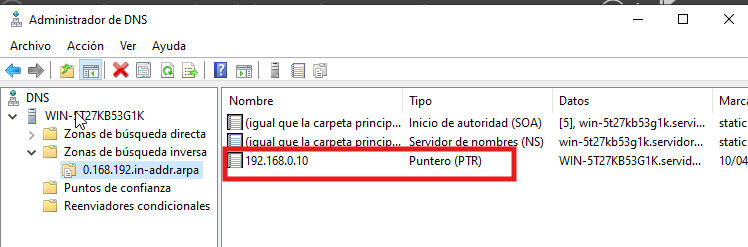 Administrador de DNS
Archivo Acción Ver Ayuda
DNS
WIN-5T27KB53G1K
Zonas de búsqueda directa
Zonas de búsqueda inversa
0.168.192.in-addr.arpa
Puntos de confianza
Reenviadores condicionales
Nombre Tipo Datos Marca
(igual que la carpeta princip... Inicio de autoridad (SOA) [5], win-5t27kb53g1k.servid... static
(igual que la carpeta princip... Servidor de nombres (NS) win-5t27kb53g1k.servidor... static
192.168.0.10 Puntero (PTR) WIN-5T27KB53G1K.servid... 10/04